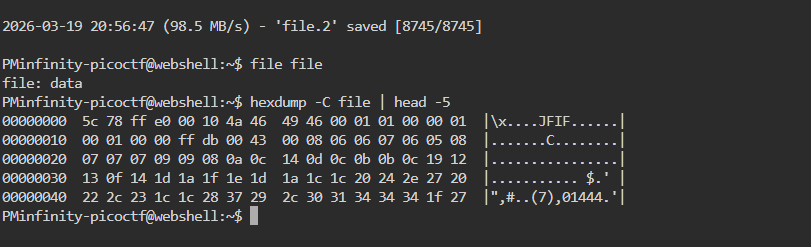 2026-03-19 20:56:47 (98.5 MB/s) - 'file.2' saved [8745/8745]
PMinfinity-picoctf@webshell:~$ file file
file: data
PMinfinity-picoctf@webshell:~$ hexdump -C file | head -5
00000000  5c 78 ff e0 00 10 4a 46  49 46 00 01 01 00 00 01  |\x....JFIF......|
00000010  00 01 00 00 ff db 00 43  00 08 06 06 07 06 05 08  |.......C........|
00000020  07 07 07 09 09 08 0a 0c  14 0d 0c 0b 0b 0c 19 12  |................|
00000030  13 0f 14 1d 1a 1f 1e 1d  1a 1c 1c 20 24 2e 27 20  |........... $.' |
00000040  22 2c 23 1c 1c 28 37 29  2c 30 31 34 34 34 1f 27  |",#..(7),01444.'|
PMinfinity-picoctf@webshell:~$